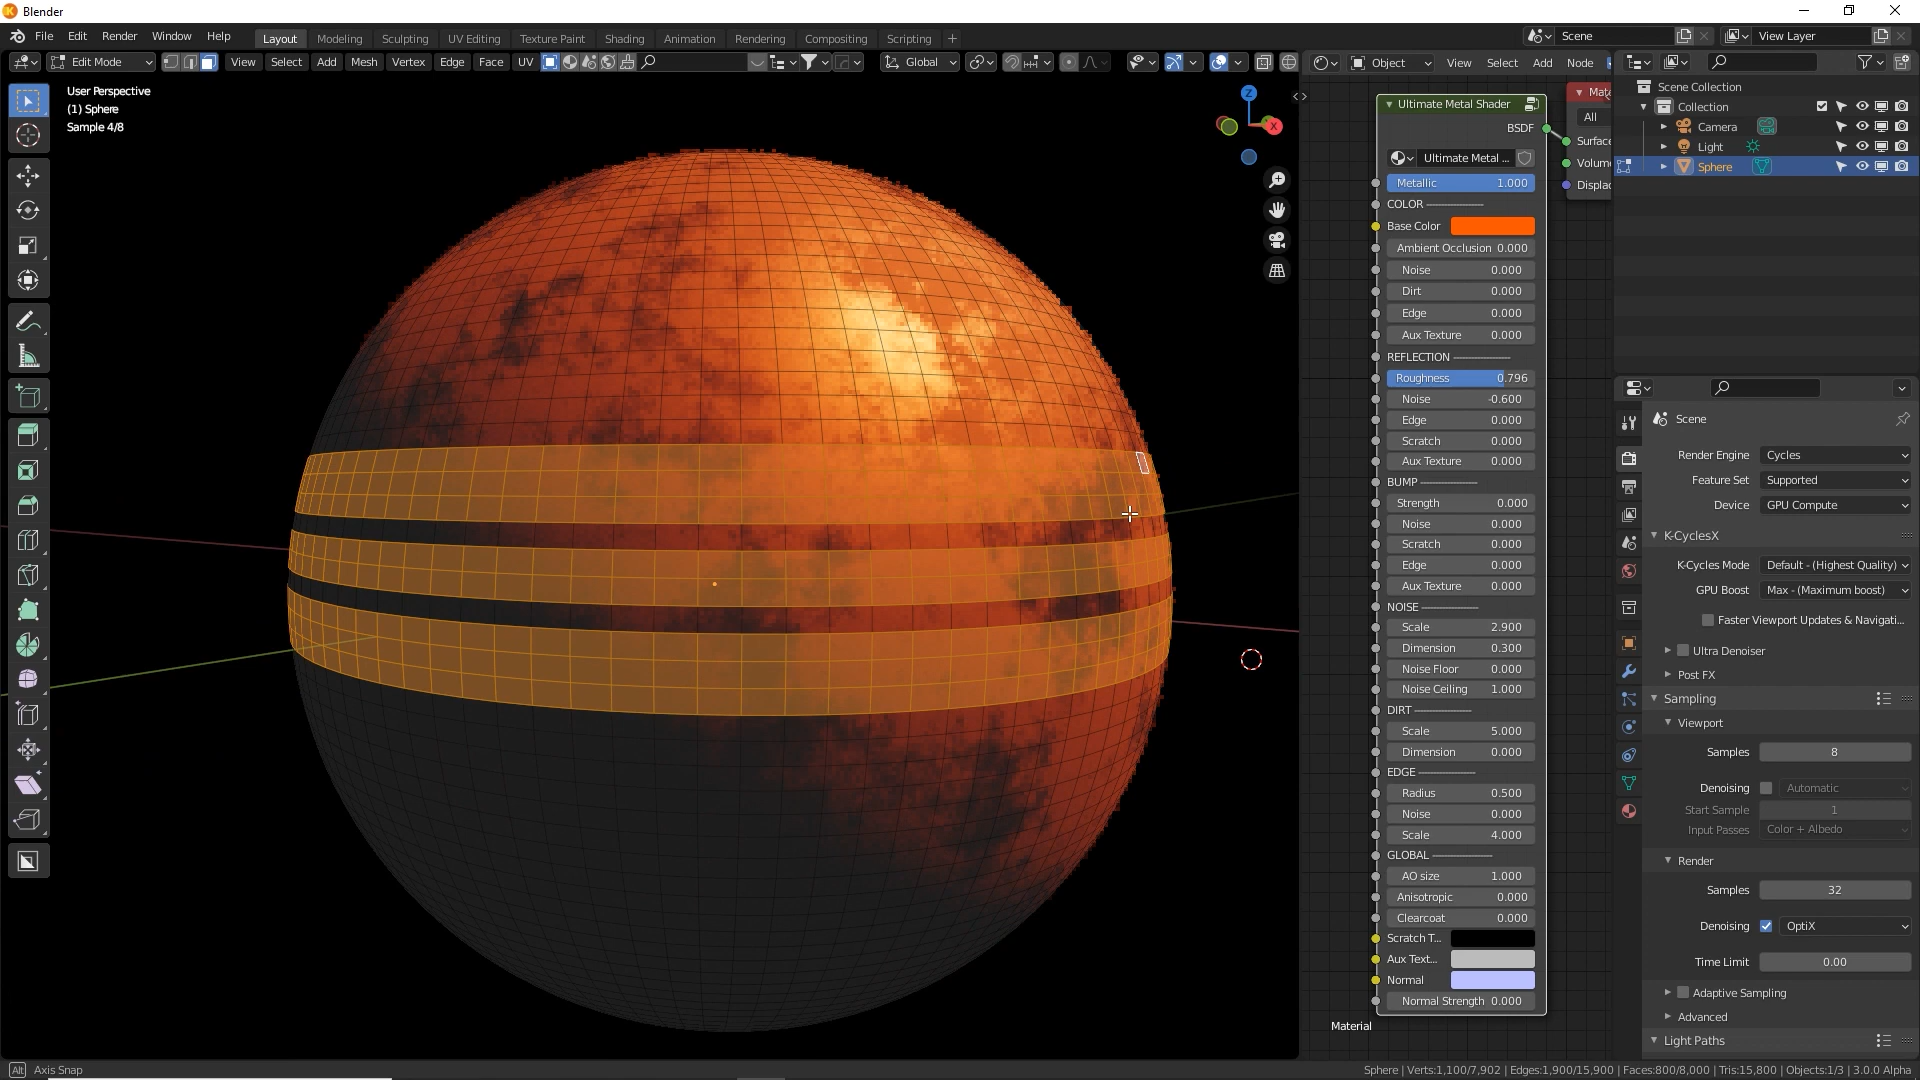 Blender
File Edit Render Window Help
Layout Modeling Sculpting UV Editing Texture Paint Shading Animation Rendering Compositing Scripting +
Scene
View Layer
Edit Mode
View Select Add Mesh Vertex Edge Face UV
Global
Object View Select Add Node
User Perspective
(1) Sphere
Sample 4/8
Z
X
Ultimate Metal Shader
BSDF
Ultimate Metal ...
Metallic 1.000
COLOR
Base Color
Ambient Occlusion 0.000
Noise 0.000
Dirt 0.000
Edge 0.000
Aux Texture 0.000
REFLECTION
Roughness 0.796
Noise -0.600
Edge 0.000
Scratch 0.000
Aux Texture 0.000
BUMP
Strength 0.000
Noise 0.000
Scratch 0.000
Edge 0.000
Aux Texture 0.000
NOISE
Scale 2.900
Dimension 0.300
Noise Floor 0.000
Noise Ceiling 1.000
DIRT
Scale 5.000
Dimension 0.000
EDGE
Radius 0.500
Noise 0.000
Scale 4.000
GLOBAL
AO size 1.000
Anisotropic 0.000
Clearcoat 0.000
Scratch T...
Aux Text...
Normal
Normal Strength 0.000
Material
Mate
All
Surface
Volum
Displac
Scene Collection
Collection
Camera
Light
Sphere
Scene
Render Engine Cycles
Feature Set Supported
Device GPU Compute
K-CyclesX
K-Cycles Mode Default - (Highest Quality)
GPU Boost Max - (Maximum boost)
Faster Viewport Updates & Navigati...
Ultra Denoiser
Post FX
Sampling
Viewport
Samples 8
Denoising Automatic
Start Sample 1
Input Passes Color + Albedo
Render
Samples 32
Denoising OptiX
Time Limit 0.00
Adaptive Sampling
Advanced
Light Paths
Alt Axis Snap
Sphere | Verts:1,100/7,902 | Edges:1,900/15,900 | Faces:800/8,000 | Tris:15,800 | Objects:1/3 | 3.0.0 Alpha